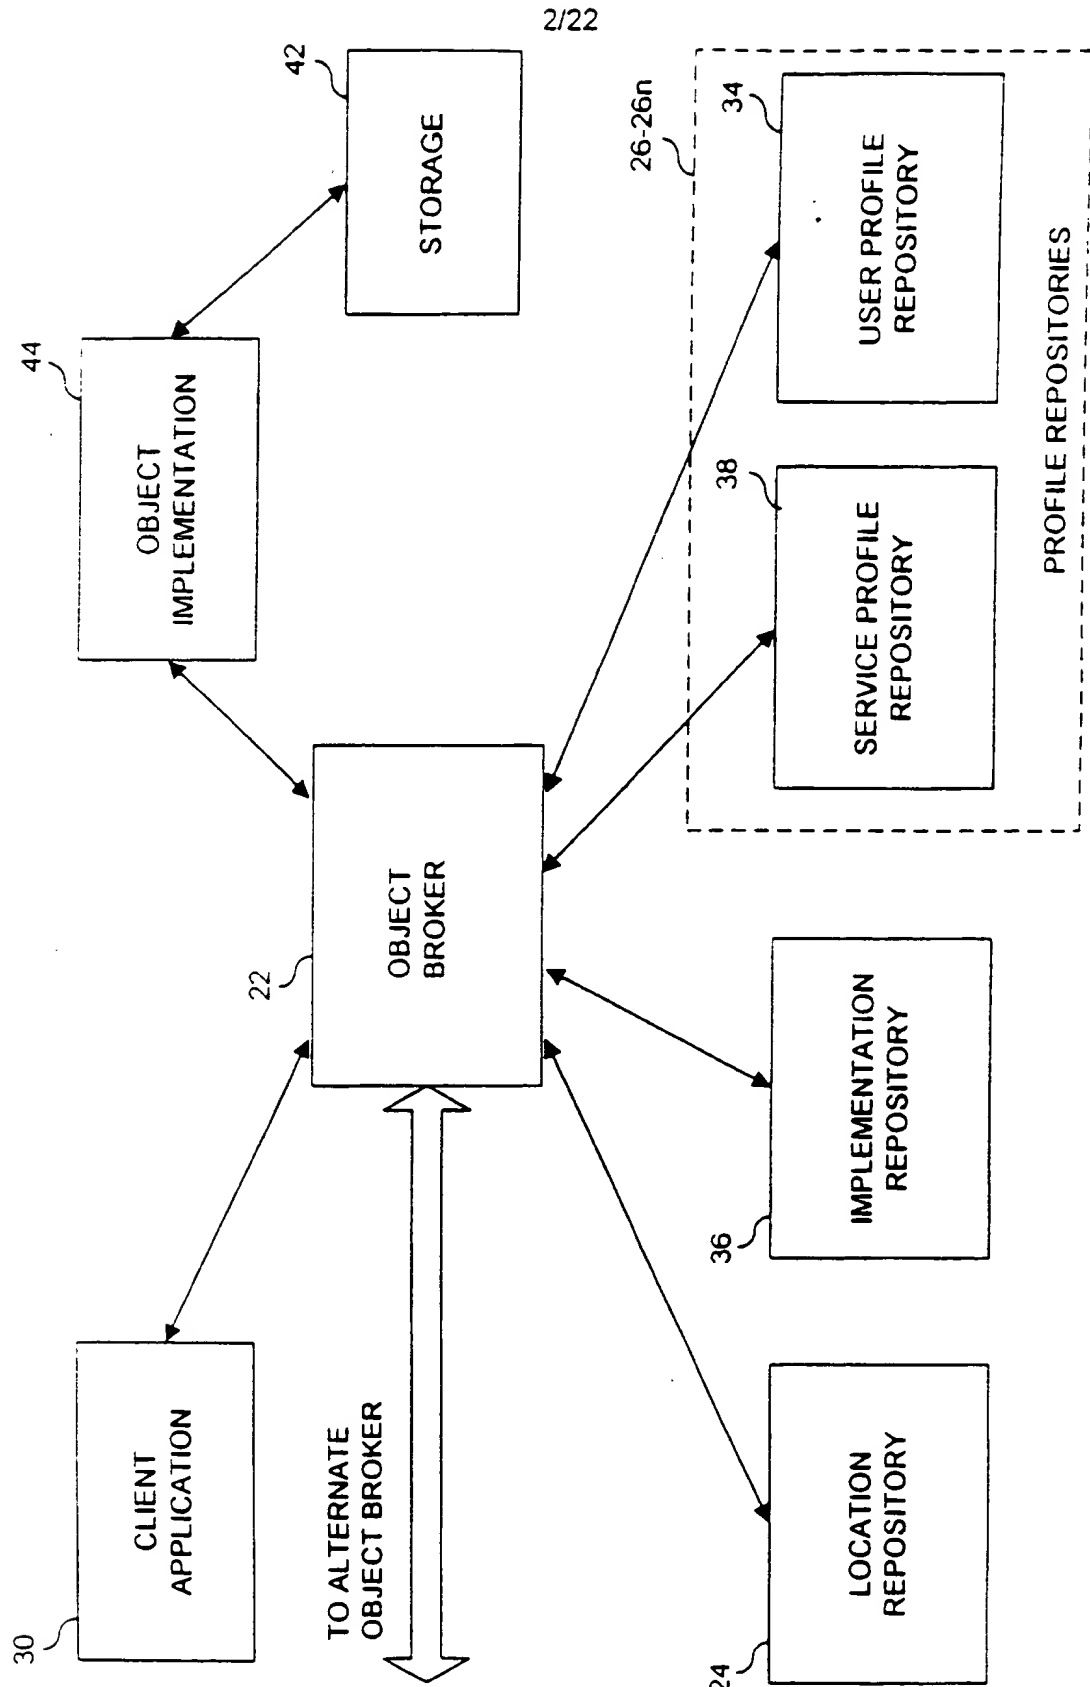 2/22
30
CLIENT
APPLICATION
44
OBJECT
IMPLEMENTATION
42
STORAGE
TO ALTERNATE
OBJECT BROKER
22
OBJECT
BROKER
24
LOCATION
REPOSITORY
36
IMPLEMENTATION
REPOSITORY
38
SERVICE PROFILE
REPOSITORY
26-26n
34
USER PROFILE
REPOSITORY
PROFILE REPOSITORIES